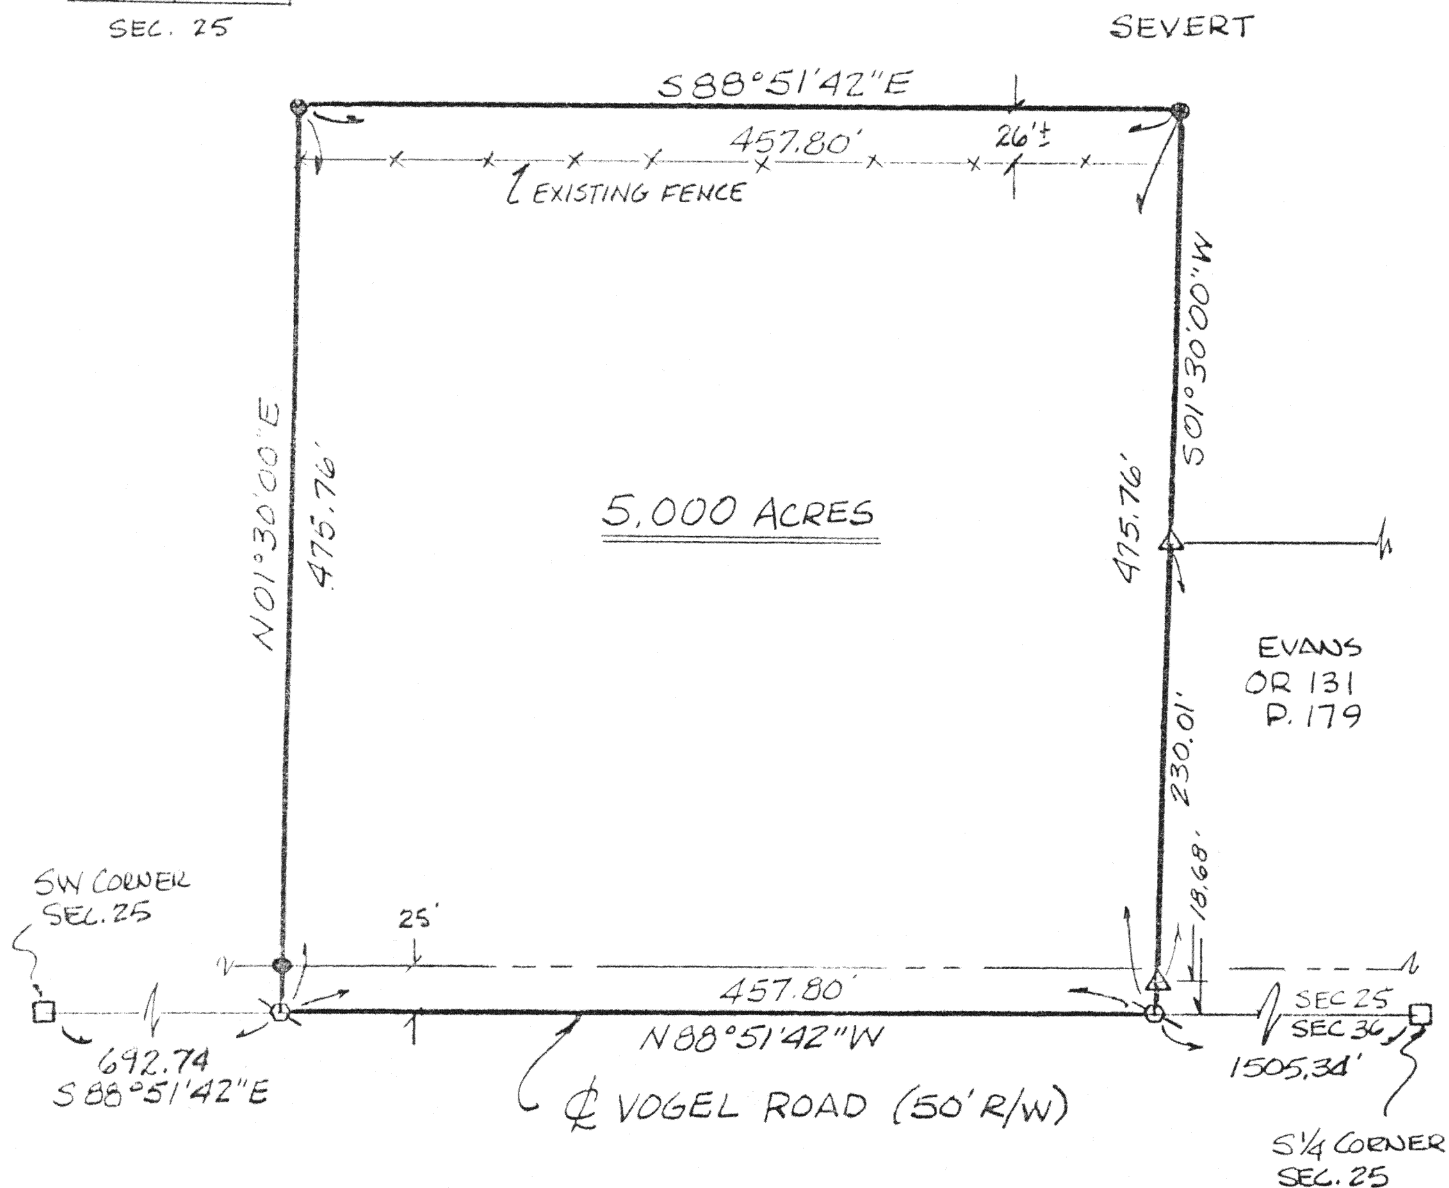 SEC. 25
SEVERT
S 88°51'42"E
457.80'
26'±
EXISTING FENCE
S01°30'00"W
N01°30'00"E
475.76'
475.76'
5.000 ACRES
EVANS
OR 131
P. 179
230.01'
18.68'
SW CORNER
SEC. 25
25'
457.80'
N88°51'42"W
SEC 25
SEC 36
692.74
S 88°51'42"E
1505.34'
℄ VOGEL ROAD (50' R/W)
S 1/4 CORNER
SEC. 25